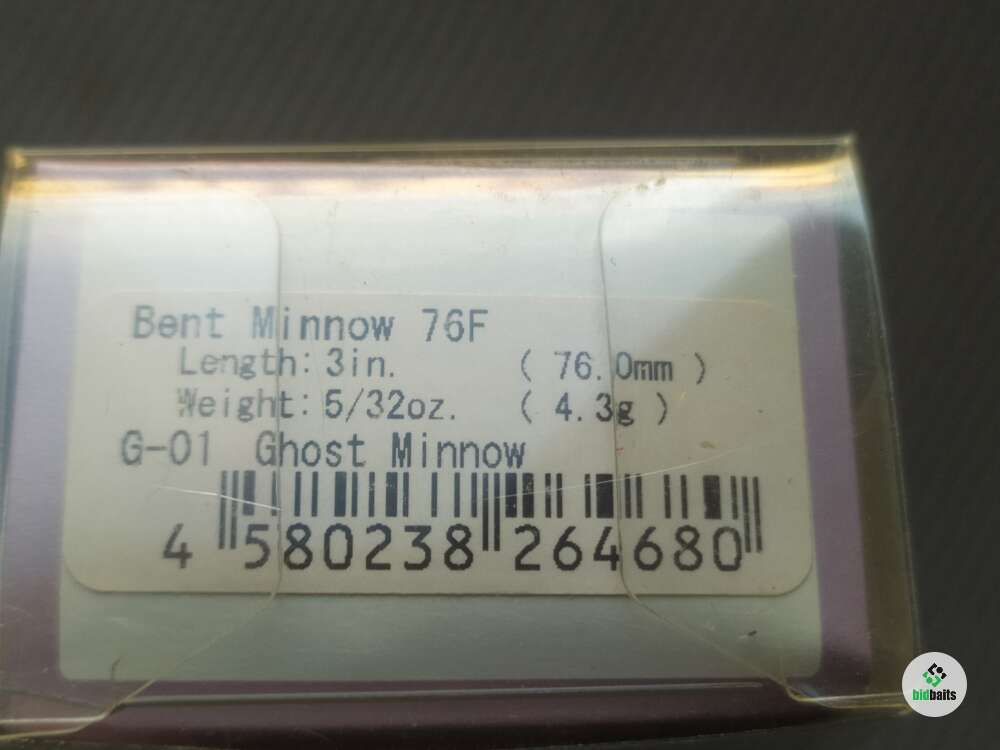 Bent Minnow 76F
Length: 3in. ( 76.0mm )
Weight: 5/32oz. ( 4.3g )
G-01 Ghost Minnow
4 580238 264680
bidbaits